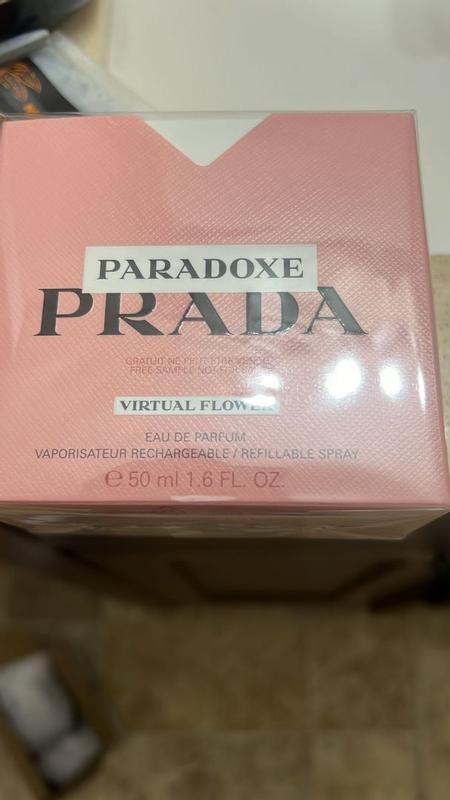 PARADOXE
PRADA
GRATUIT NE PEUT ETRE VENDU
FREE SAMPLE NOT FOR
VIRTUAL FLOWER
EAU DE PARFUM
VAPORISATEUR RECHARGEABLE / REFILLABLE SPRAY
℮ 50 ml 1.6 FL. OZ.